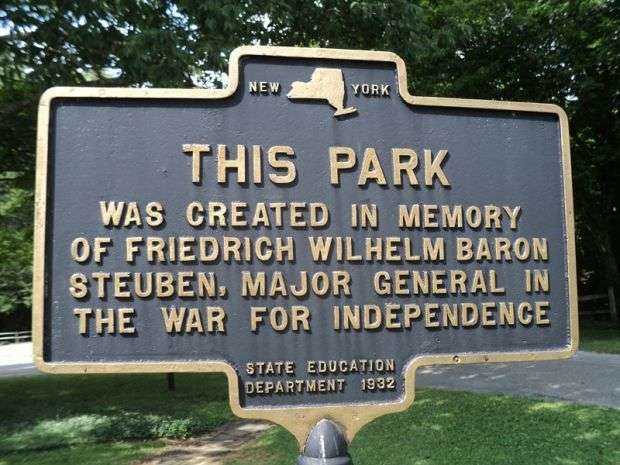 NEW YORK
THIS PARK
WAS CREATED IN MEMORY
OF FRIEDRICH WILHELM BARON
STEUBEN, MAJOR GENERAL IN
THE WAR FOR INDEPENDENCE
STATE EDUCATION
DEPARTMENT 1932